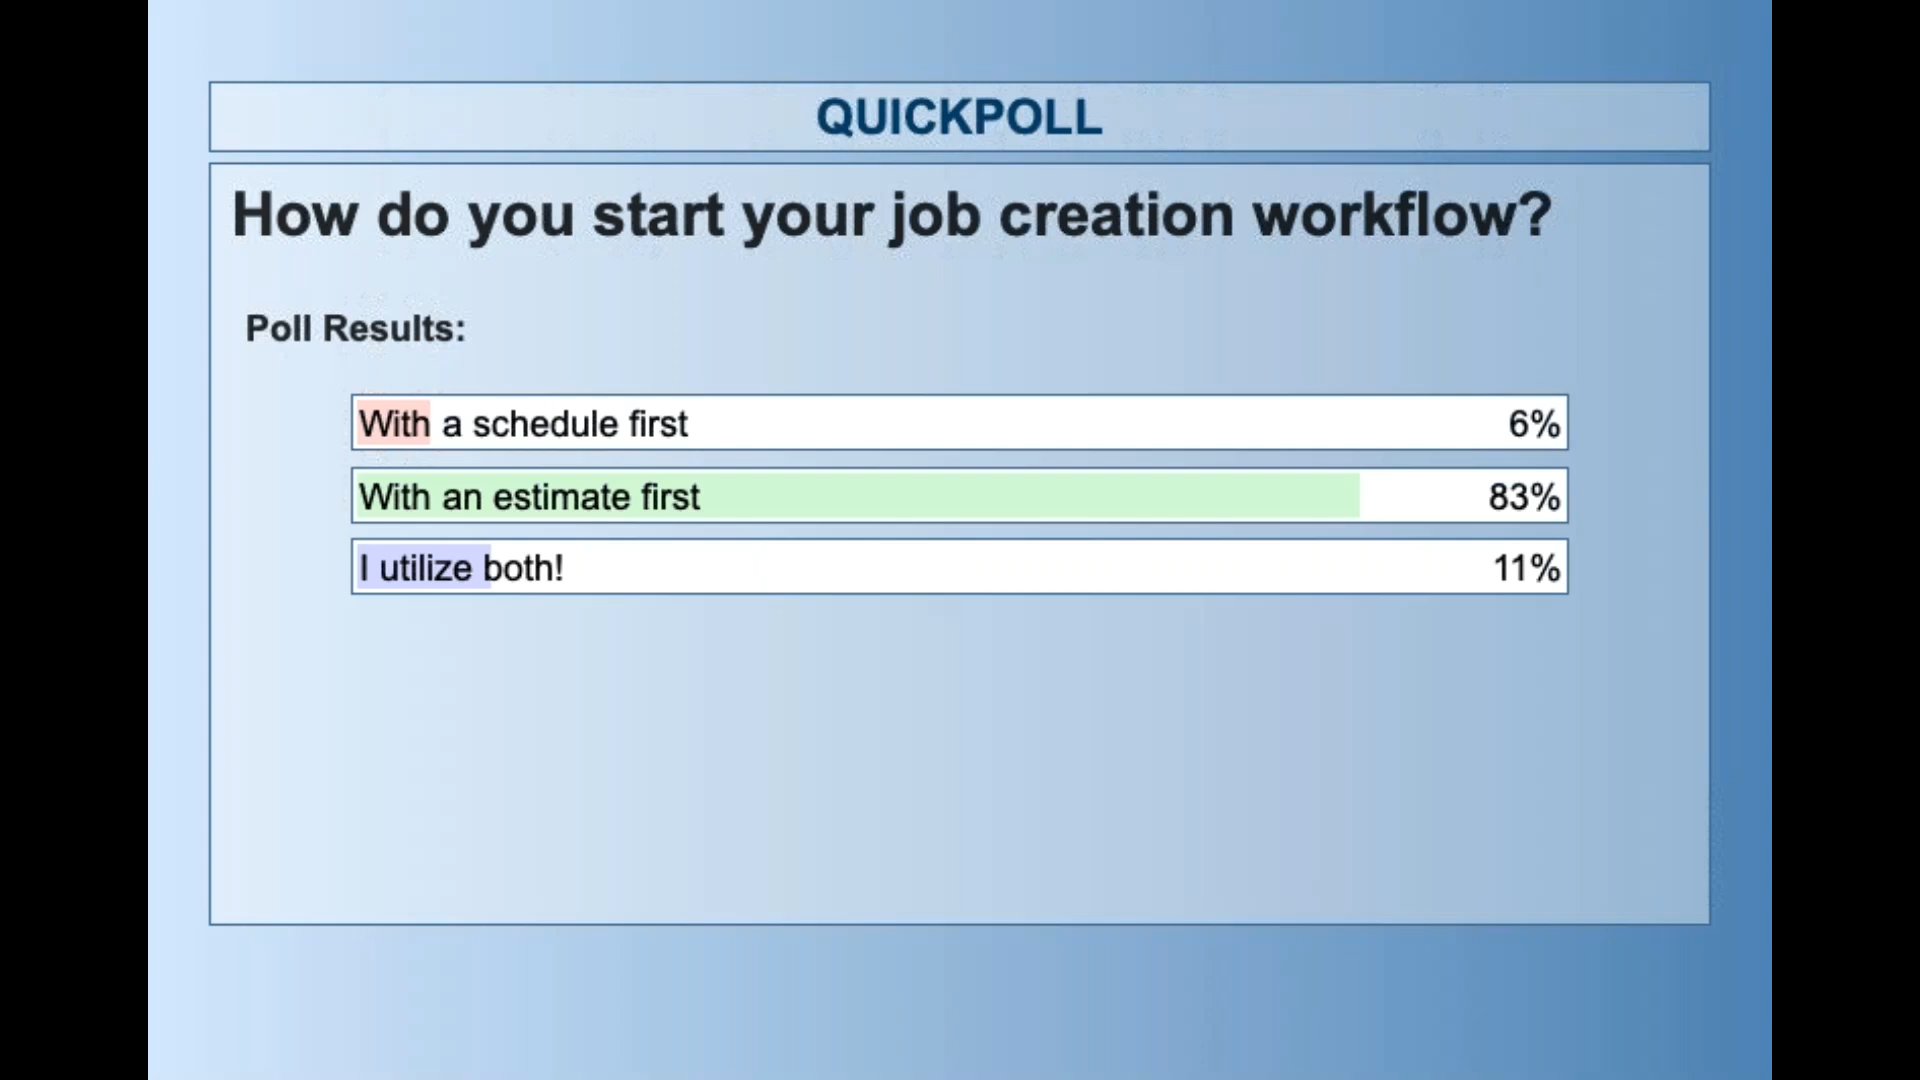 QUICKPOLL
How do you start your job creation workflow?
Poll Results:
With a schedule first 6%
With an estimate first 83%
I utilize both! 11%